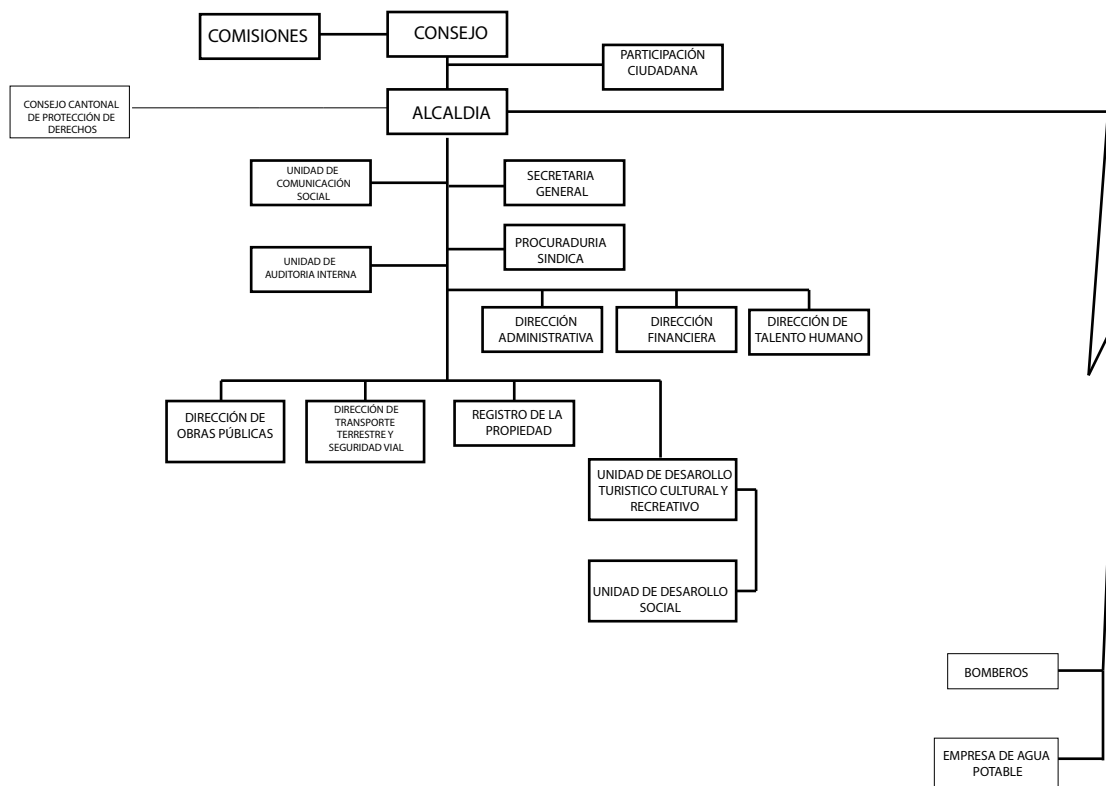 COMISIONES
CONSEJO
PARTICIPACIÓN
CIUDADANA
CONSEJO CANTONAL
DE PROTECCIÓN DE
DERECHOS
ALCALDIA
UNIDAD DE
COMUNICACIÓN
SOCIAL
SECRETARIA
GENERAL
PROCURADURIA
SINDICA
UNIDAD DE
AUDITORIA INTERNA
DIRECCIÓN
ADMINISTRATIVA
DIRECCIÓN
FINANCIERA
DIRECCIÓN DE
TALENTO HUMANO
DIRECCIÓN DE
OBRAS PÚBLICAS
DIRECCIÓN DE
TRANSPORTE
TERRESTRE Y
SEGURIDAD VIAL
REGISTRO DE LA
PROPIEDAD
UNIDAD DE DESAROLLO
TURISTICO CULTURAL Y
RECREATIVO
UNIDAD DE DESAROLLO
SOCIAL
BOMBEROS
EMPRESA DE AGUA
POTABLE